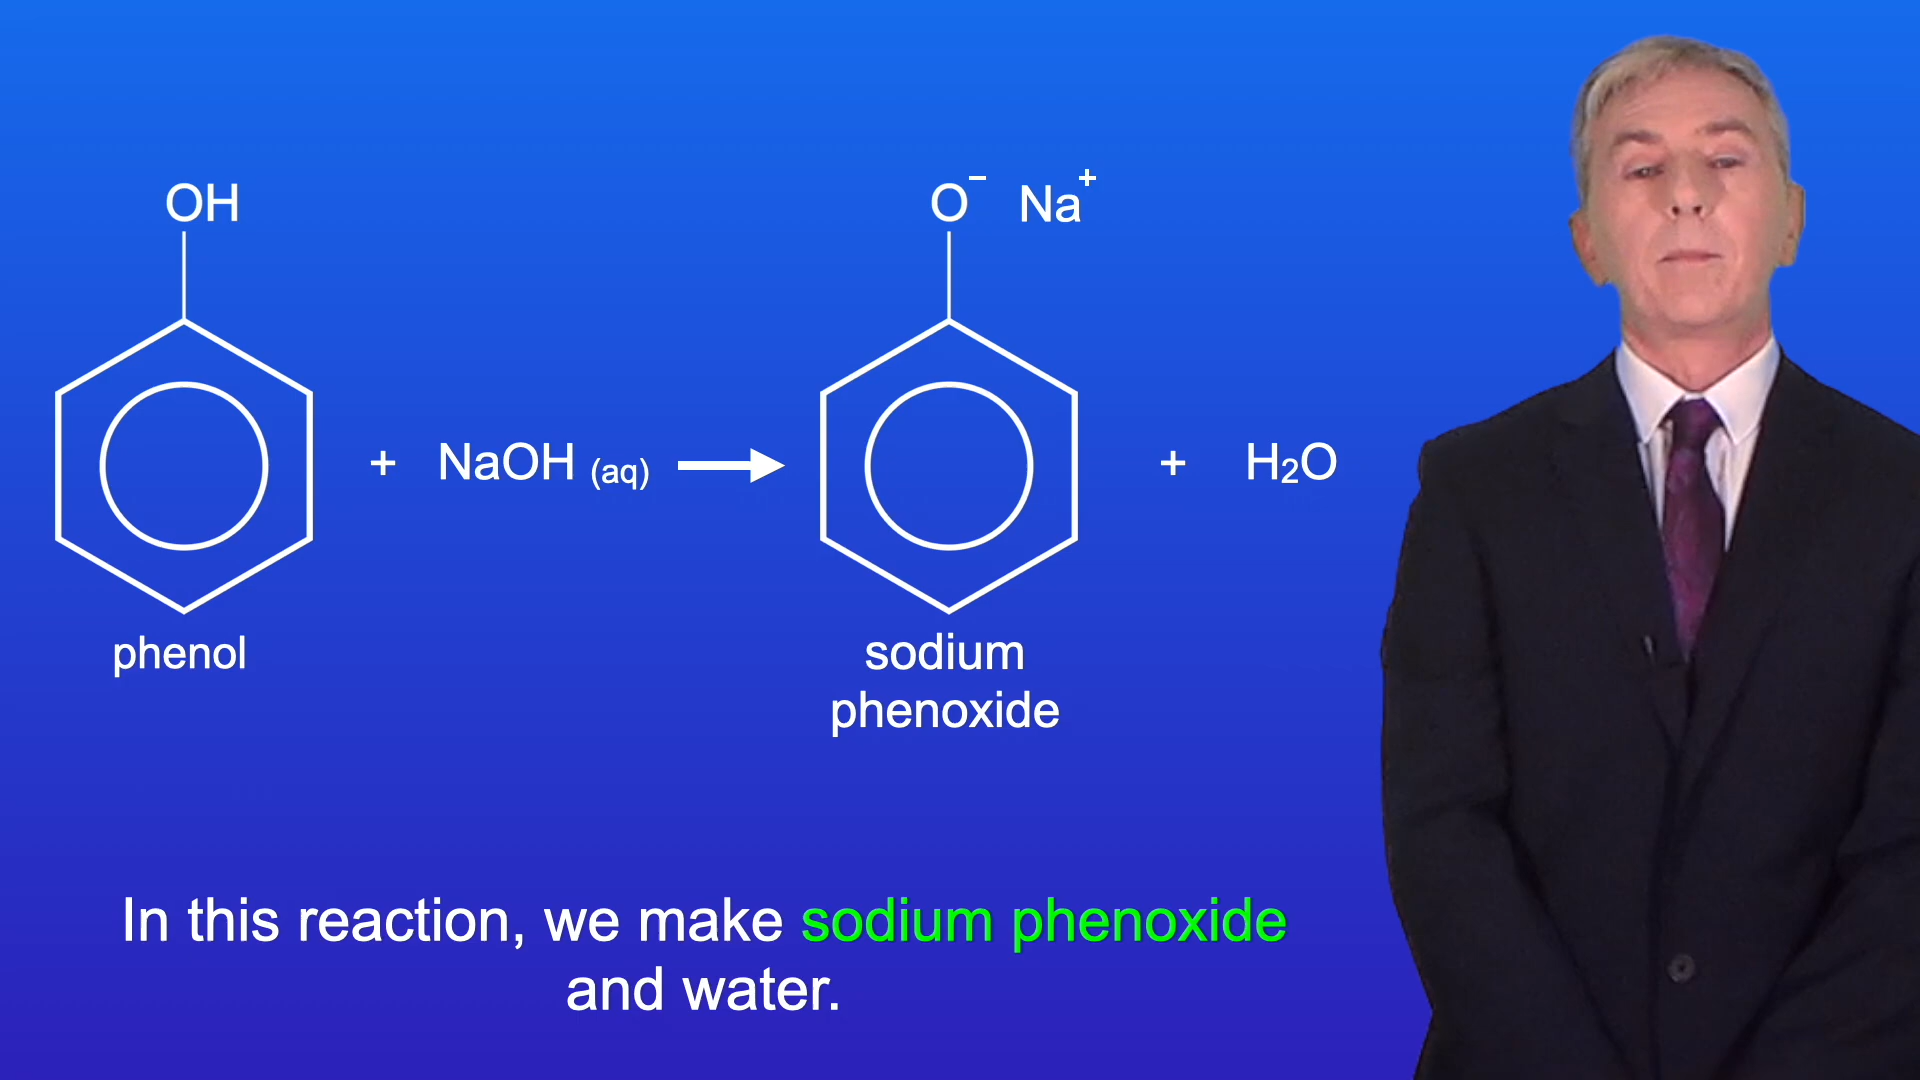 OH
O⁻ Na⁺
+ NaOH (aq) + H₂O
phenol
sodium
phenoxide
In this reaction, we make sodium phenoxide
and water.